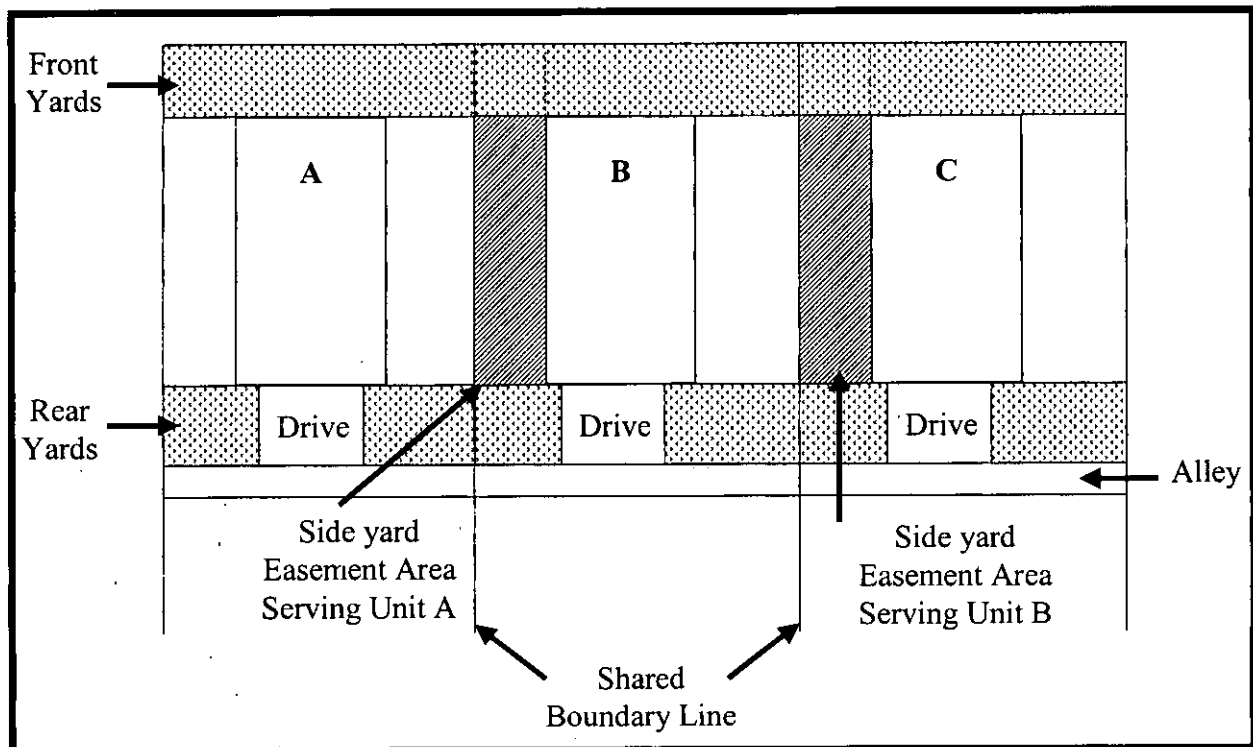 Front
Yards
A
B
C
Rear
Yards
Drive
Drive
Drive
Alley
Side yard
Easement Area
Serving Unit A
Side yard
Easement Area
Serving Unit B
Shared
Boundary Line